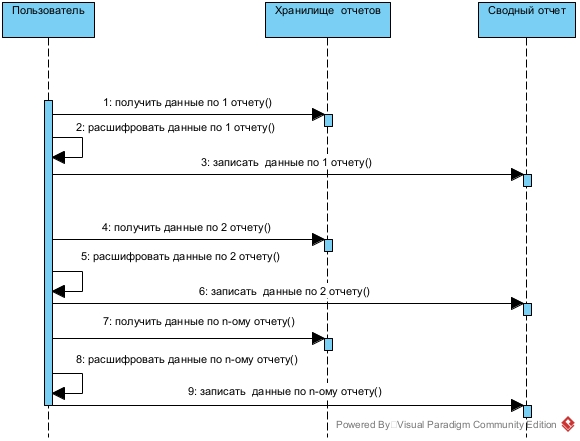 Пользователь
Хранилище отчетов
Сводный отчет
1: получить данные по 1 отчету()
2: расшифровать данные по 1 отчету()
3: записать данные по 1 отчету()
4: получить данные по 2 отчету()
5: расшифровать данные по 2 отчету()
6: записать данные по 2 отчету()
7: получить данные по n-ому отчету()
8: расшифровать данные по n-ому отчету()
9: записать данные по n-ому отчету()
Powered By Visual Paradigm Community Edition